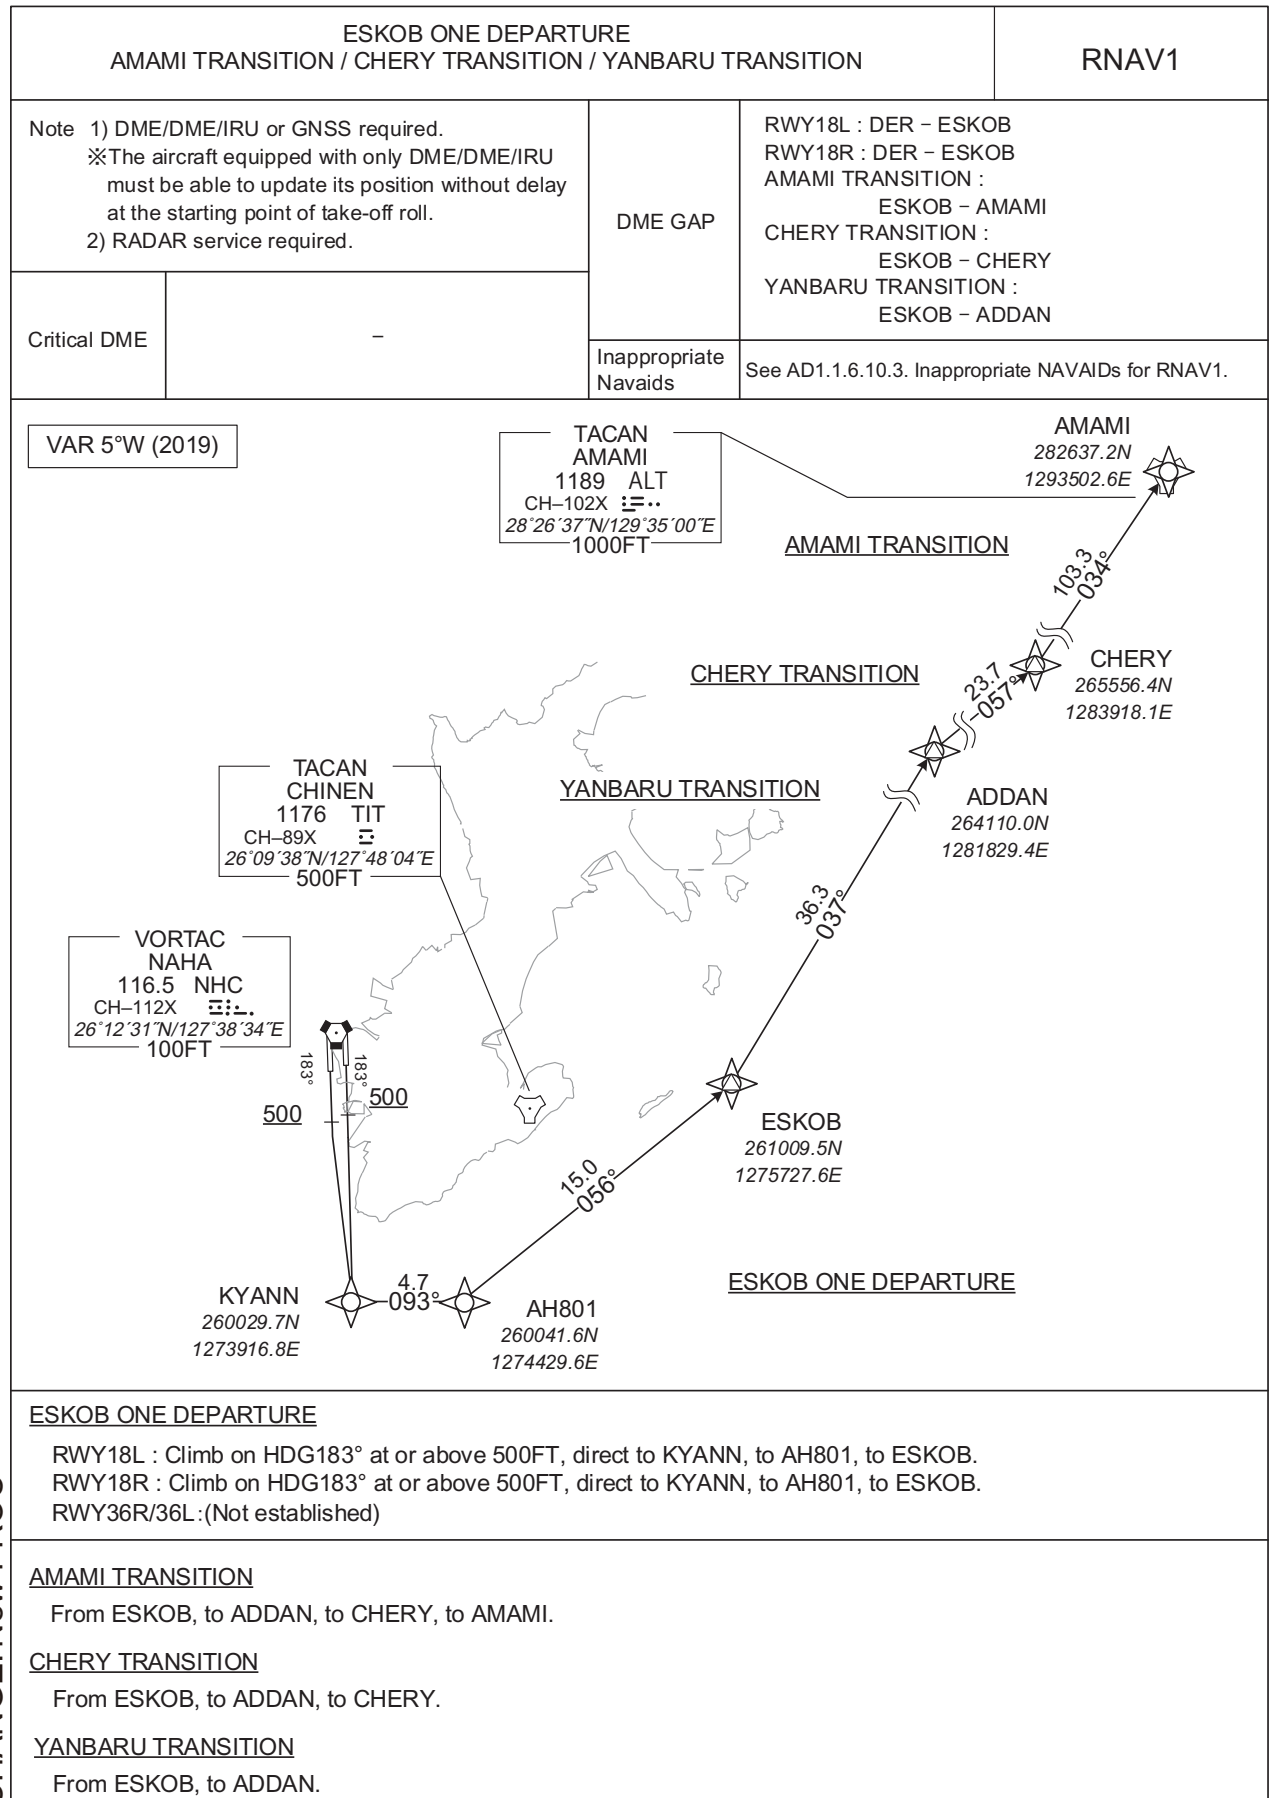 ESKOB ONE DEPARTURE
AMAMI TRANSITION / CHERY TRANSITION / YANBARU TRANSITION
RNAV1
Note 1) DME/DME/IRU or GNSS required.
※The aircraft equipped with only DME/DME/IRU
must be able to update its position without delay
at the starting point of take-off roll.
2) RADAR service required.
DME GAP
RWY18L : DER – ESKOB
RWY18R : DER – ESKOB
AMAMI TRANSITION :
ESKOB – AMAMI
CHERY TRANSITION :
ESKOB – CHERY
YANBARU TRANSITION :
ESKOB – ADDAN
Critical DME
–
Inappropriate
Navaids
See AD1.1.6.10.3. Inappropriate NAVAIDs for RNAV1.
VAR 5°W (2019)
TACAN
AMAMI
1189 ALT
CH–102X
28°26´37˝N/129°35´00˝E
1000FT
AMAMI
282637.2N
1293502.6E
AMAMI TRANSITION
103.3
034°
CHERY TRANSITION
CHERY
265556.4N
1283918.1E
23.7
057°
TACAN
CHINEN
1176 TIT
CH–89X
26°09´38˝N/127°48´04˝E
500FT
YANBARU TRANSITION
ADDAN
264110.0N
1281829.4E
36.3
037°
VORTAC
NAHA
116.5 NHC
CH–112X
26°12´31˝N/127°38´34˝E
100FT
183°
183°
500
500
ESKOB
261009.5N
1275727.6E
15.0
056°
ESKOB ONE DEPARTURE
KYANN
260029.7N
1273916.8E
4.7
093°
AH801
260041.6N
1274429.6E
ESKOB ONE DEPARTURE
RWY18L : Climb on HDG183° at or above 500FT, direct to KYANN, to AH801, to ESKOB.
RWY18R : Climb on HDG183° at or above 500FT, direct to KYANN, to AH801, to ESKOB.
RWY36R/36L:(Not established)
AMAMI TRANSITION
From ESKOB, to ADDAN, to CHERY, to AMAMI.
CHERY TRANSITION
From ESKOB, to ADDAN, to CHERY.
YANBARU TRANSITION
From ESKOB, to ADDAN.